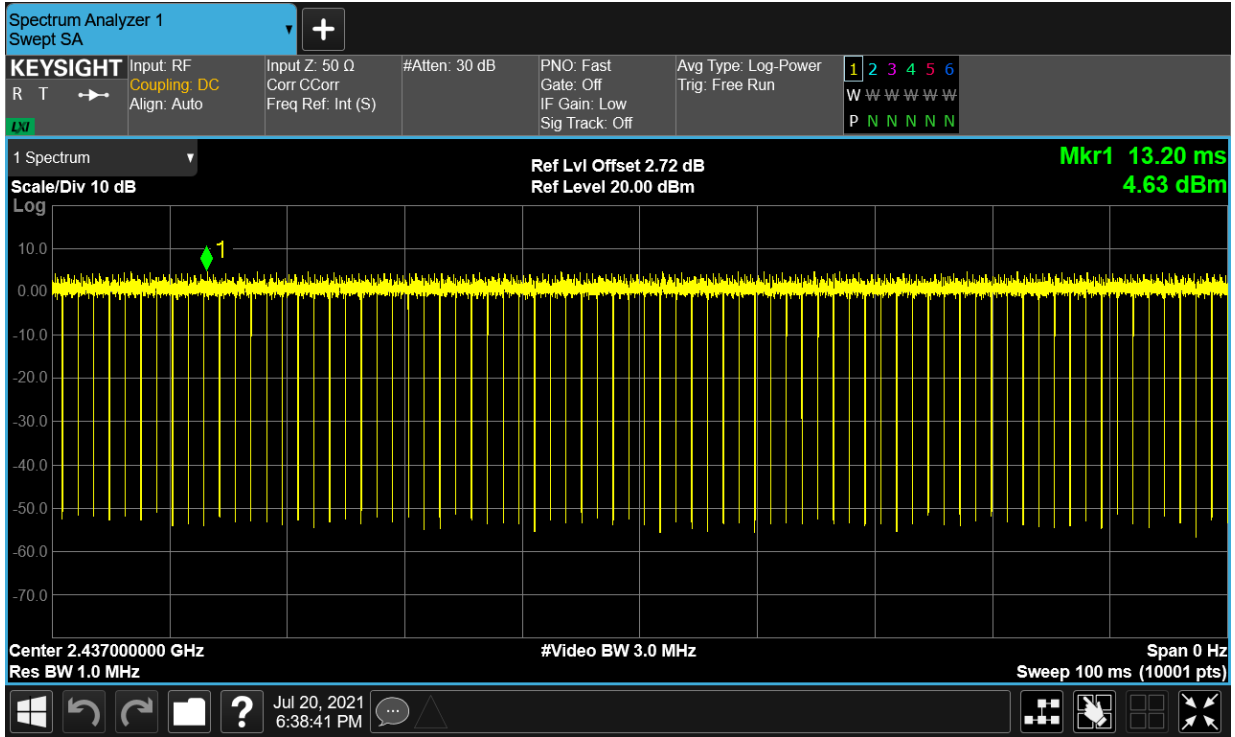 Spectrum Analyzer 1
Swept SA
KEYSIGHT
R T
LXI
Input: RF
Coupling: DC
Align: Auto
Input Z: 50 Ω
Corr CCorr
Freq Ref: Int (S)
#Atten: 30 dB
PNO: Fast
Gate: Off
IF Gain: Low
Sig Track: Off
Avg Type: Log-Power
Trig: Free Run
1 2 3 4 5 6
W W W W W W
P N N N N N
1 Spectrum
Scale/Div 10 dB
Ref Lvl Offset 2.72 dB
Ref Level 20.00 dBm
Mkr1 13.20 ms
4.63 dBm
Log
1
10.0
0.00
-10.0
-20.0
-30.0
-40.0
-50.0
-60.0
-70.0
Center 2.437000000 GHz
Res BW 1.0 MHz
#Video BW 3.0 MHz
Span 0 Hz
Sweep 100 ms (10001 pts)
?
Jul 20, 2021
6:38:41 PM